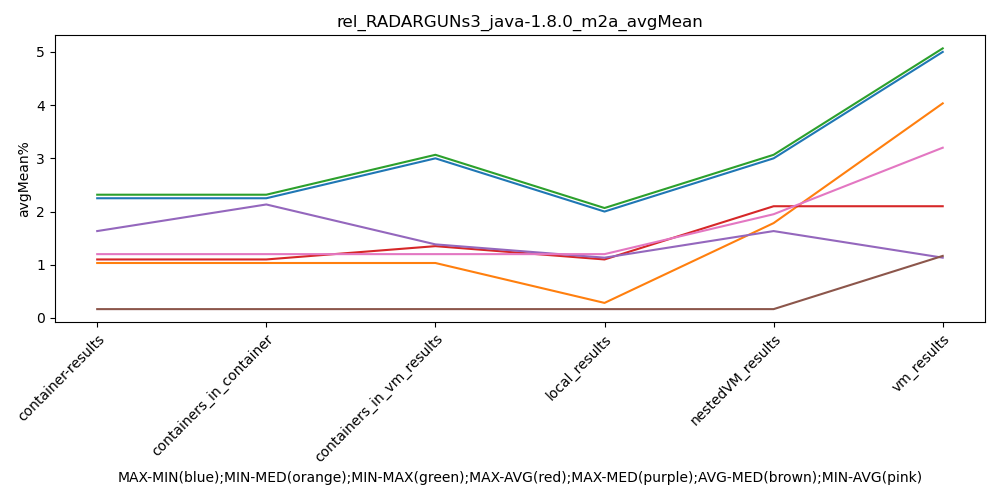 rel_RADARGUNs3_java-1.8.0_m2a_avgMean
avgMean%
5
4
3
2
1
0
container-results
containers_in_container
containers_in_vm_results
local_results
nestedVM_results
vm_results
MAX-MIN(blue);MIN-MED(orange);MIN-MAX(green);MAX-AVG(red);MAX-MED(purple);AVG-MED(brown);MIN-AVG(pink)